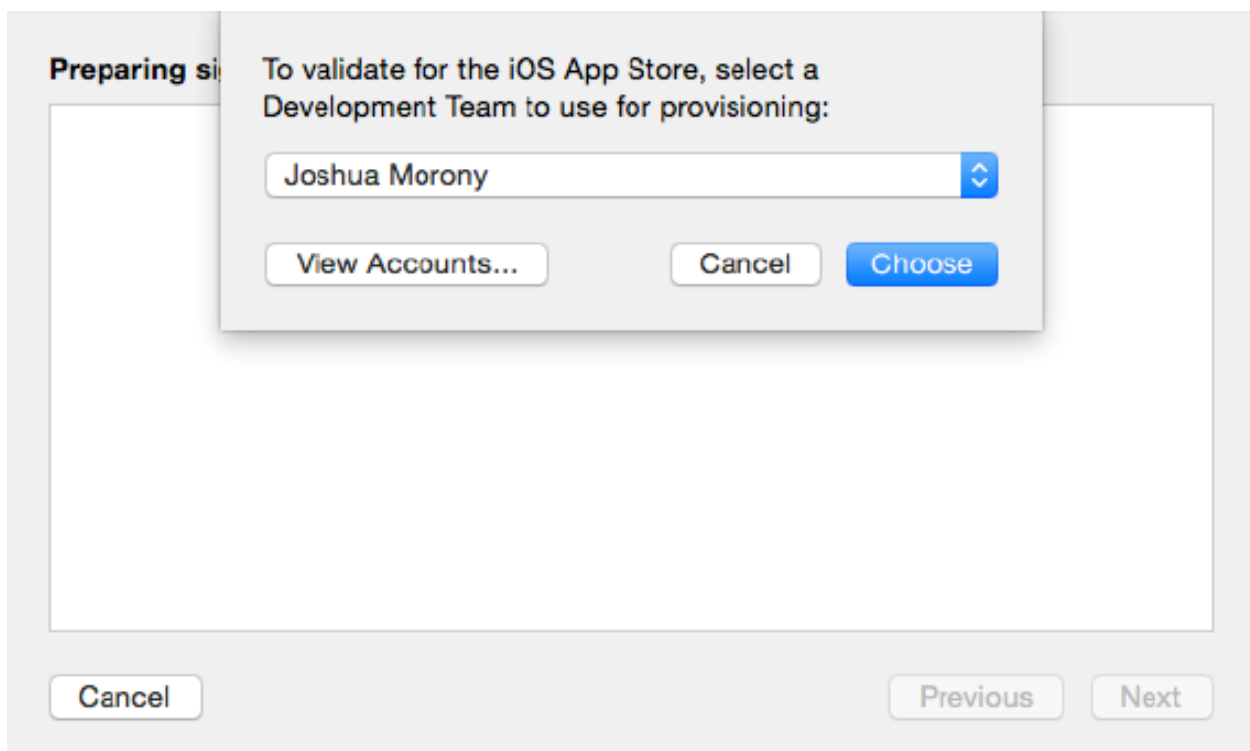 Preparing si
To validate for the iOS App Store, select a
Development Team to use for provisioning:
Joshua Morony
View Accounts...
Cancel
Choose
Cancel
Previous
Next